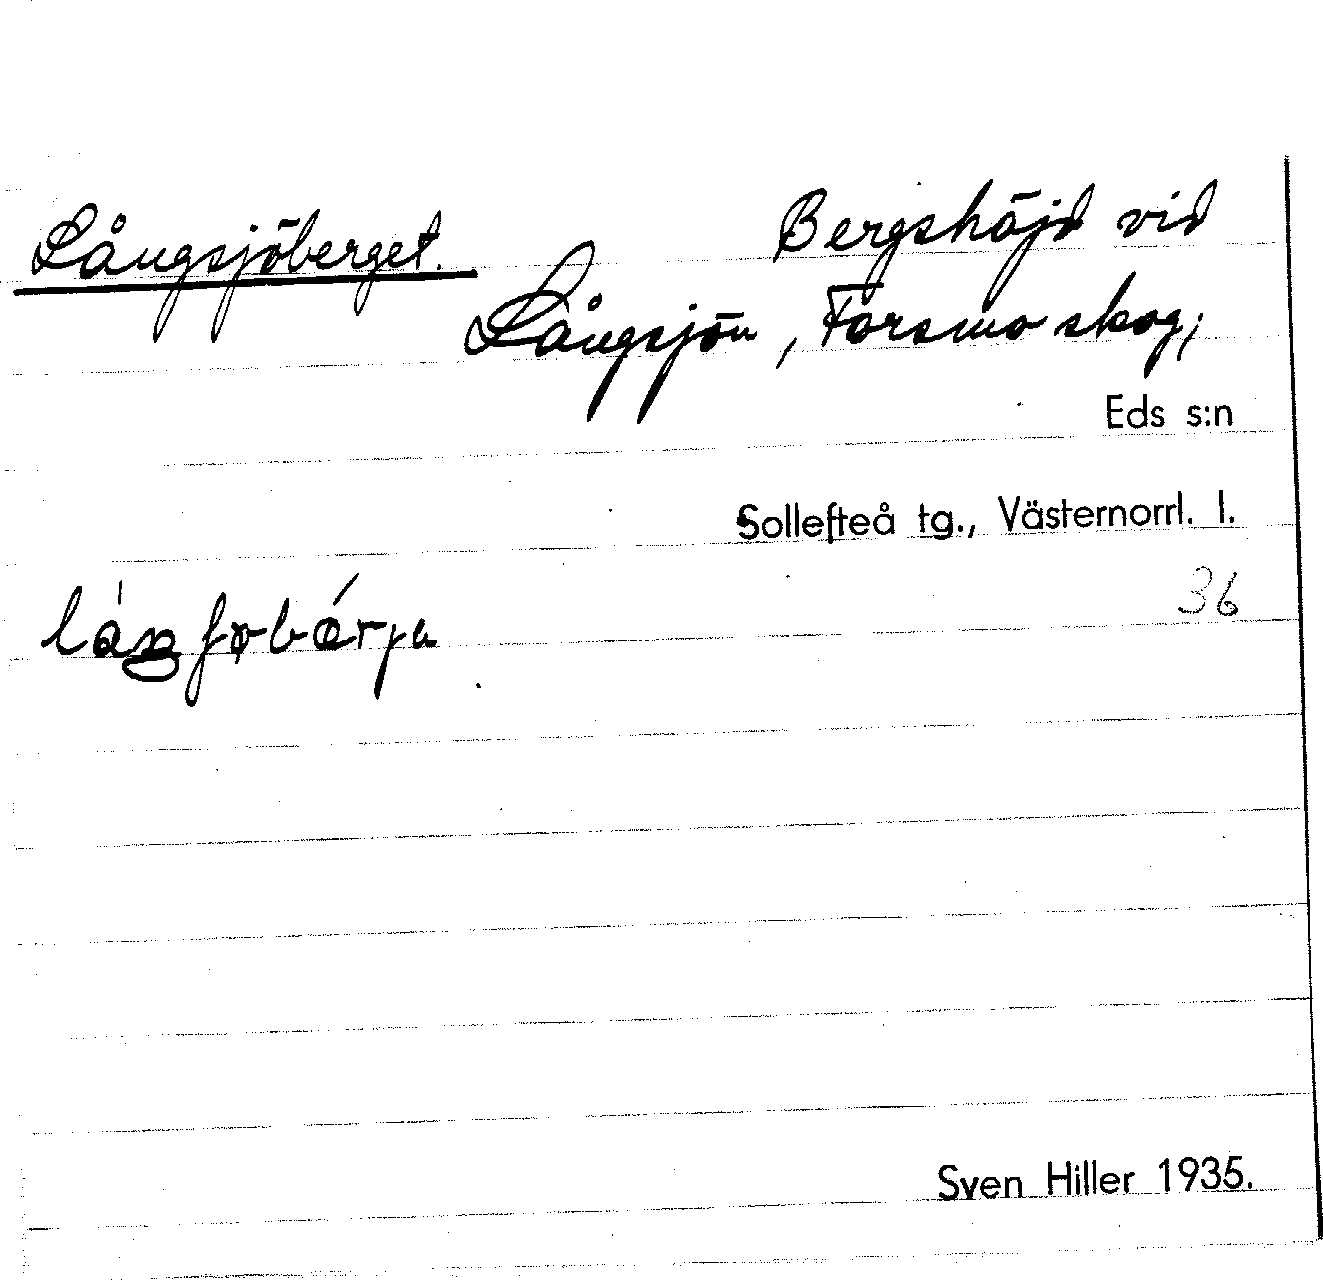 Långsjöberget. Bergshöjd vid
Långsjön, Forsmo skog,
Eds s:n
Sollefteå tg., Västernorrl. l.
36
Sven Hiller 1935.